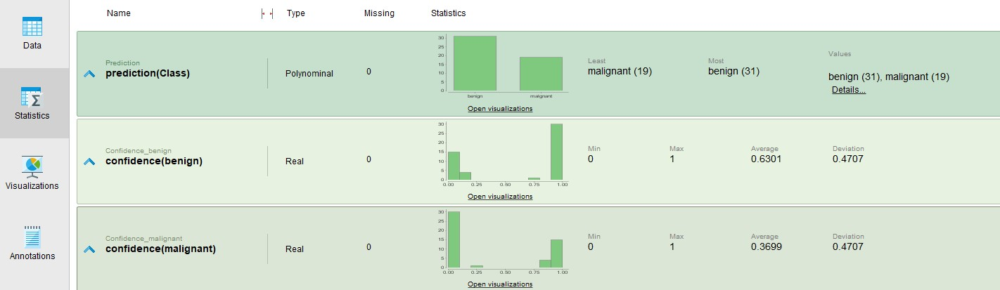 Name Type Missing Statistics
Data
Statistics
Visualizations
Annotations
Prediction
prediction(Class)
Polynominal
0
30
25
20
15
10
5
0
benign malignant
Open visualizations
Least
malignant (19)
Most
benign (31)
Values
benign (31), malignant (19)
Details...
Confidence_benign
confidence(benign)
Real
0
30
25
20
15
10
5
0
0.00 0.25 0.50 0.75 1.00
Open visualizations
Min
0
Max
1
Average
0.6301
Deviation
0.4707
Confidence_malignant
confidence(malignant)
Real
0
30
25
20
15
10
5
0
0.00 0.25 0.50 0.75 1.00
Open visualizations
Min
0
Max
1
Average
0.3699
Deviation
0.4707